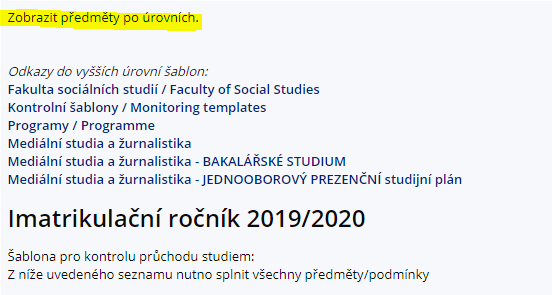 Zobrazit předměty po úrovních.
Odkazy do vyšších úrovní šablon:
Fakulta sociálních studií / Faculty of Social Studies
Kontrolní šablony / Monitoring templates
Programy / Programme
Mediální studia a žurnalistika
Mediální studia a žurnalistika - BAKALÁŘSKÉ STUDIUM
Mediální studia a žurnalistika - JEDNOOBOROVÝ PREZENČNÍ studijní plán
Imatrikulační ročník 2019/2020
Šablona pro kontrolu průchodu studiem:
Z níže uvedeného seznamu nutno splnit všechny předměty/podmínky